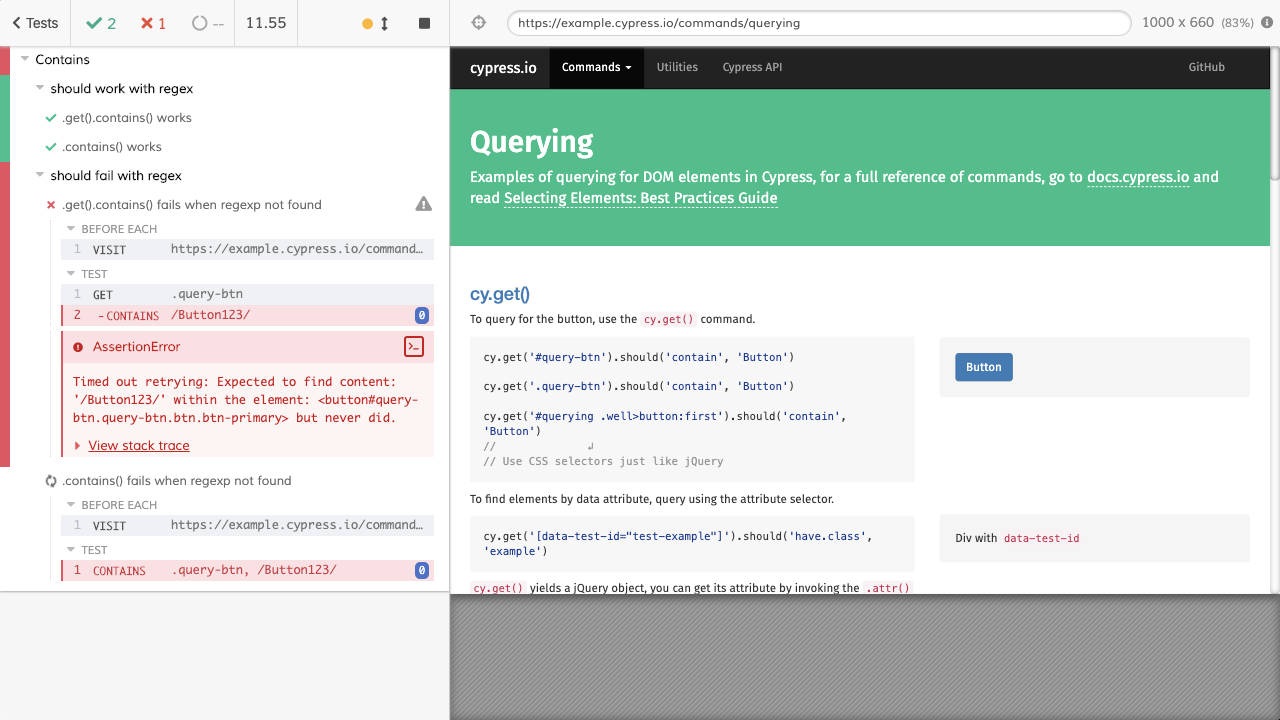 Tests 2 1 -- 11.55
https://example.cypress.io/commands/querying 1000 x 660 (83%)
Contains
should work with regex
.get().contains() works
.contains() works
should fail with regex
.get().contains() fails when regexp not found
BEFORE EACH
1 VISIT https://example.cypress.io/command…
TEST
1 GET .query-btn
2 -CONTAINS /Button123/ 0
AssertionError
Timed out retrying: Expected to find content:
'/Button123/' within the element: <button#query-
btn.query-btn.btn.btn-primary> but never did.
View stack trace
.contains() fails when regexp not found
BEFORE EACH
1 VISIT https://example.cypress.io/command…
TEST
1 CONTAINS .query-btn, /Button123/ 0
cypress.io Commands Utilities Cypress API GitHub
Querying
Examples of querying for DOM elements in Cypress, for a full reference of commands, go to docs.cypress.io and
read Selecting Elements: Best Practices Guide
cy.get()
To query for the button, use the cy.get() command.
cy.get('#query-btn').should('contain', 'Button')
cy.get('.query-btn').should('contain', 'Button')
cy.get('#querying .well>button:first').should('contain',
'Button')
// ↲
// Use CSS selectors just like jQuery
Button
To find elements by data attribute, query using the attribute selector.
cy.get('[data-test-id="test-example"]').should('have.class',
'example')
Div with data-test-id
cy.get() yields a jQuery object, you can get its attribute by invoking the .attr()